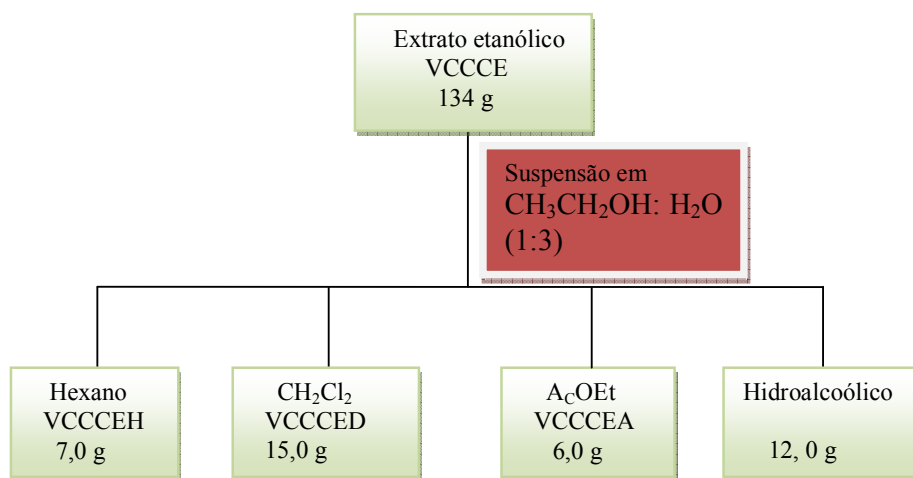 Extrato etanólico
VCCCE
134 g
Suspensão em
CH₃CH₂OH: H₂O
(1:3)
Hexano
VCCCEH
7,0 g
CH₂Cl₂
VCCCED
15,0 g
A_COEt
VCCCEA
6,0 g
Hidroalcoólico
12, 0 g